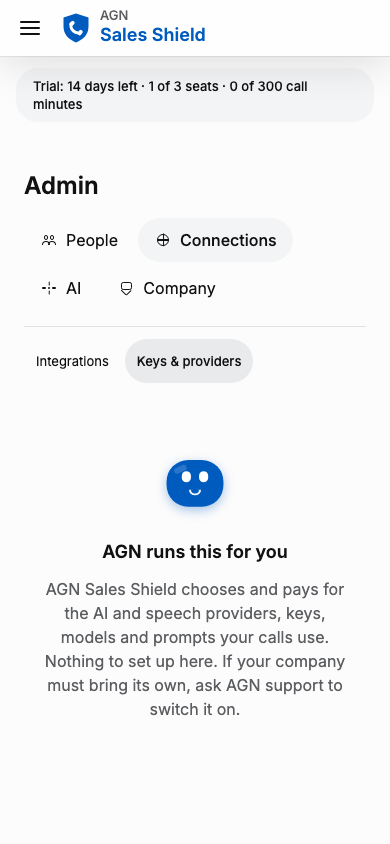 AGN
Sales Shield
Trial: 14 days left · 1 of 3 seats · 0 of 300 call
minutes
Admin
People
Connections
AI
Company
Integrations
Keys & providers
AGN runs this for you
AGN Sales Shield chooses and pays for
the AI and speech providers, keys,
models and prompts your calls use.
Nothing to set up here. If your company
must bring its own, ask AGN support to
switch it on.